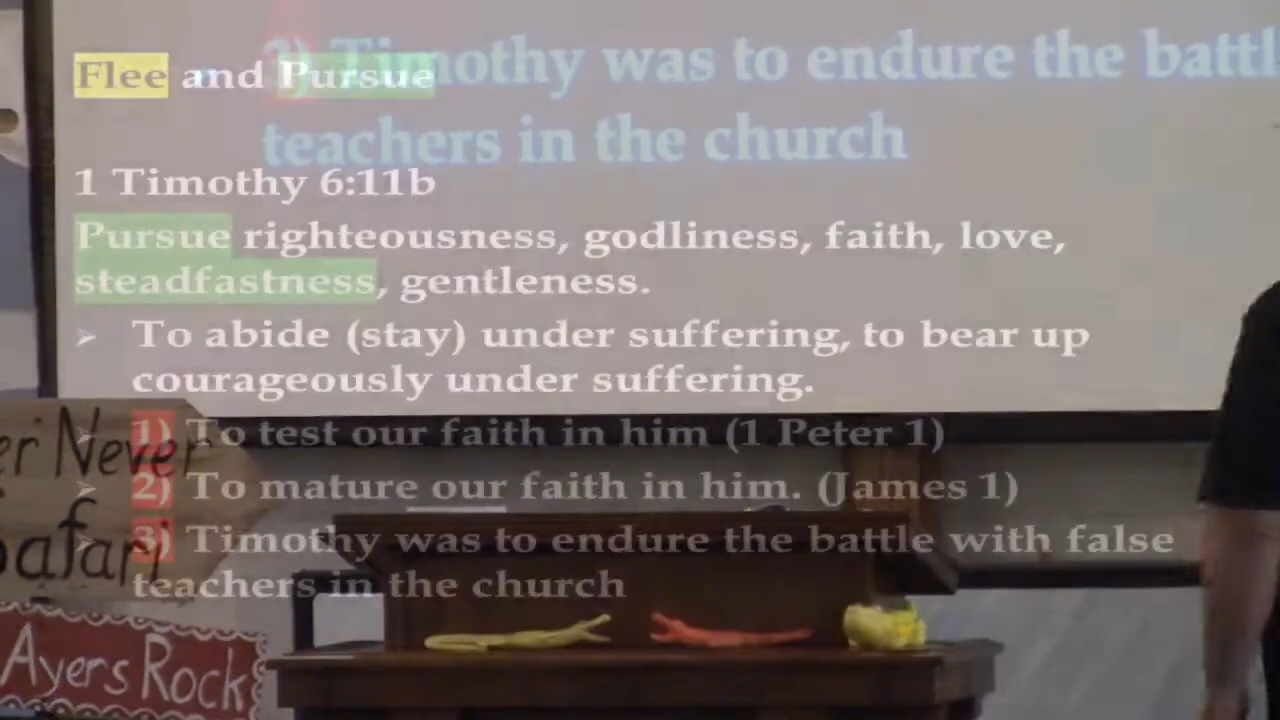 Flee and Pursue
3) Timothy was to endure the battl
teachers in the church
1 Timothy 6:11b
Pursue righteousness, godliness, faith, love,
steadfastness, gentleness.
➢ To abide (stay) under suffering, to bear up
courageously under suffering.
➢ 1) To test our faith in him (1 Peter 1)
➢ 2) To mature our faith in him. (James 1)
➢ 3) Timothy was to endure the battle with false
teachers in the church
er Never
Safari
Ayers Rock